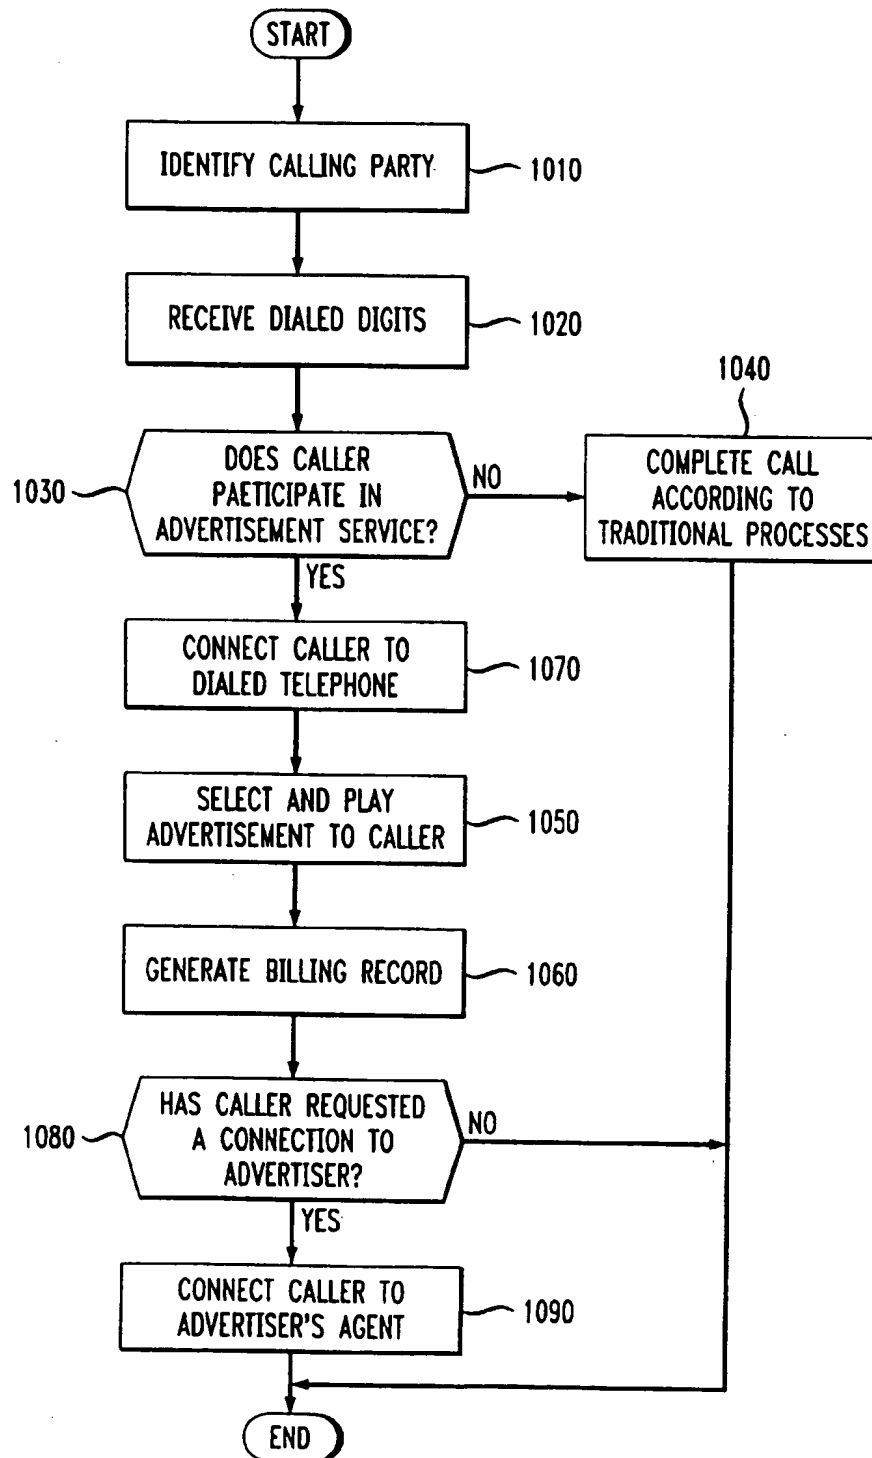 START
IDENTIFY CALLING PARTY
1010
RECEIVE DIALED DIGITS
1020
1030
DOES CALLER
PAETICIPATE IN
ADVERTISEMENT SERVICE?
NO
1040
COMPLETE CALL
ACCORDING TO
TRADITIONAL PROCESSES
YES
CONNECT CALLER TO
DIALED TELEPHONE
1070
SELECT AND PLAY
ADVERTISEMENT TO CALLER
1050
GENERATE BILLING RECORD
1060
1080
HAS CALLER REQUESTED
A CONNECTION TO
ADVERTISER?
NO
YES
CONNECT CALLER TO
ADVERTISER'S AGENT
1090
END